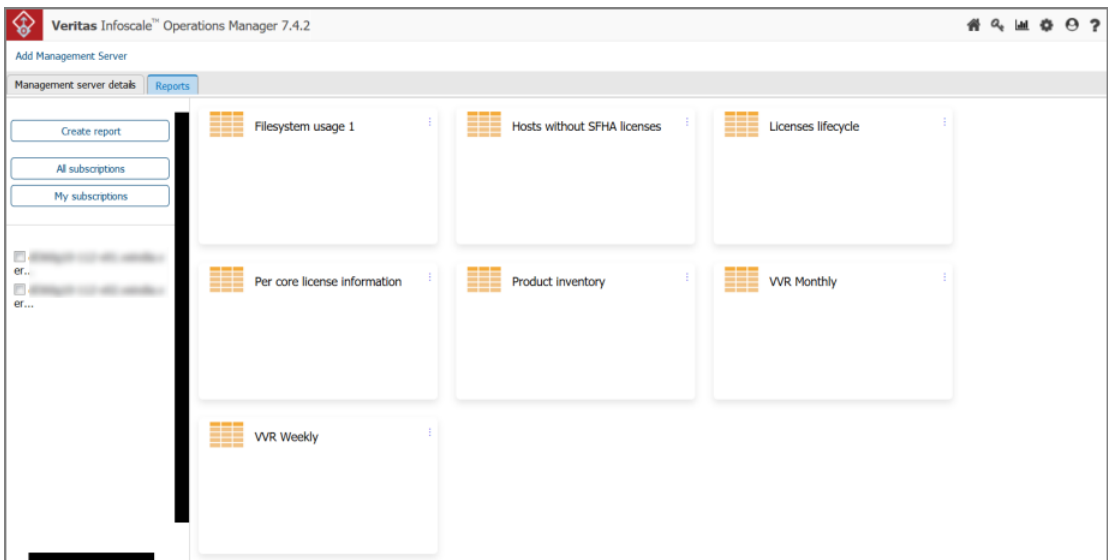 Veritas Infoscale™ Operations Manager 7.4.2
?
Add Management Server
Management server details Reports
Create report
All subscriptions
My subscriptions
er...
er...
Filesystem usage 1
Hosts without SFHA licenses
Licenses lifecycle
Per core license information
Product inventory
VVR Monthly
VVR Weekly